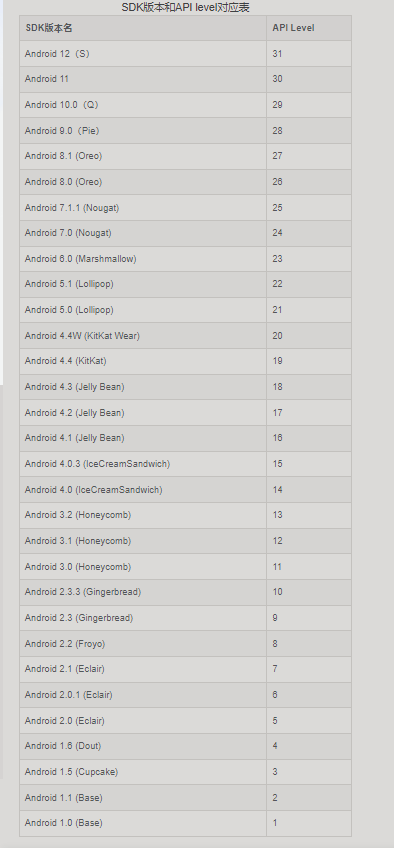 SDK版本和API level对应表
SDK版本名 API Level
Android 12（S） 31
Android 11 30
Android 10.0（Q） 29
Android 9.0（Pie） 28
Android 8.1 (Oreo) 27
Android 8.0 (Oreo) 26
Android 7.1.1 (Nougat) 25
Android 7.0 (Nougat) 24
Android 6.0 (Marshmallow) 23
Android 5.1 (Lollipop) 22
Android 5.0 (Lollipop) 21
Android 4.4W (KitKat Wear) 20
Android 4.4 (KitKat) 19
Android 4.3 (Jelly Bean) 18
Android 4.2 (Jelly Bean) 17
Android 4.1 (Jelly Bean) 16
Android 4.0.3 (IceCreamSandwich) 15
Android 4.0 (IceCreamSandwich) 14
Android 3.2 (Honeycomb) 13
Android 3.1 (Honeycomb) 12
Android 3.0 (Honeycomb) 11
Android 2.3.3 (Gingerbread) 10
Android 2.3 (Gingerbread) 9
Android 2.2 (Froyo) 8
Android 2.1 (Eclair) 7
Android 2.0.1 (Eclair) 6
Android 2.0 (Eclair) 5
Android 1.6 (Dout) 4
Android 1.5 (Cupcake) 3
Android 1.1 (Base) 2
Android 1.0 (Base) 1